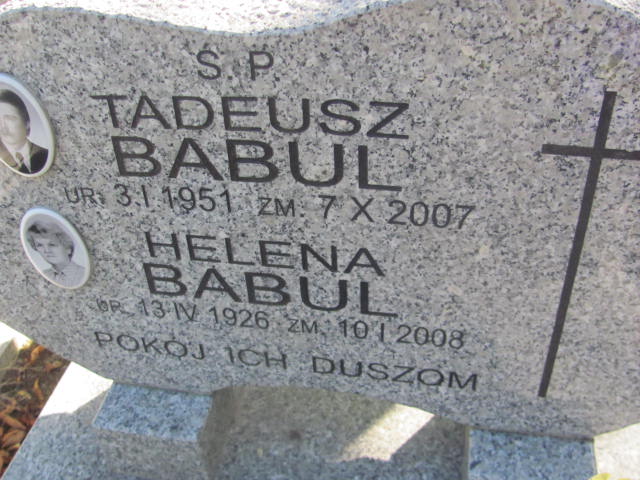 S. P.
TADEUSZ
BABUL
UR. 3 I 1951 ZM. 7 X 2007
HELENA
BABUL
UR. 13 IV 1926 ZM. 10 I 2008
POKÓJ ICH DUSZOM